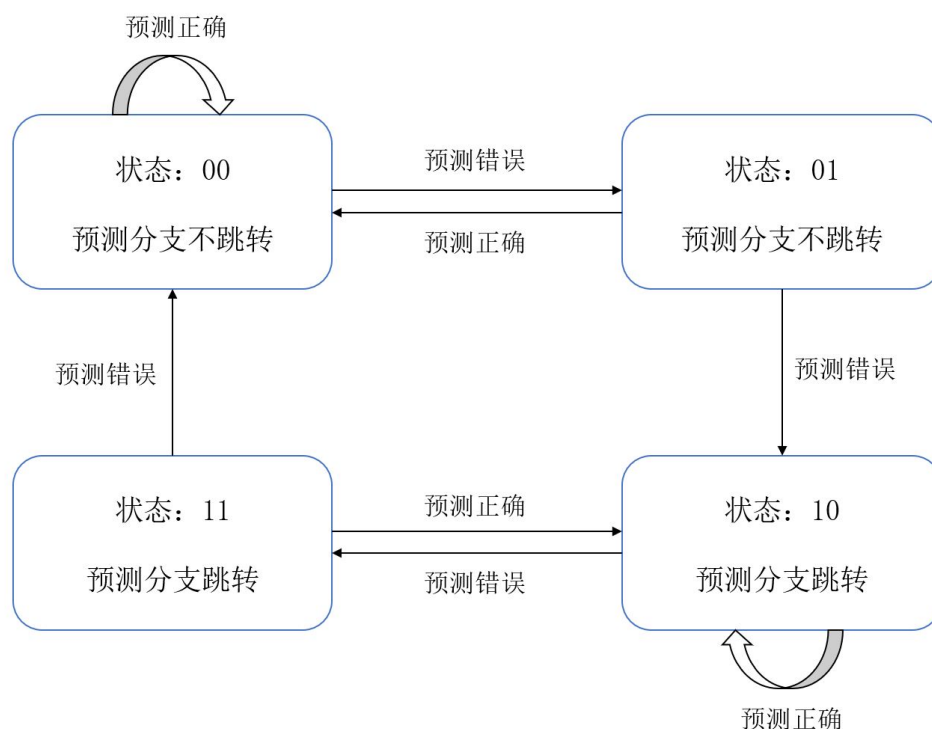 预测正确
状态：00
预测分支不跳转
预测错误
预测正确
状态：01
预测分支不跳转
预测错误
预测错误
状态：11
预测分支跳转
预测正确
预测错误
状态：10
预测分支跳转
预测正确